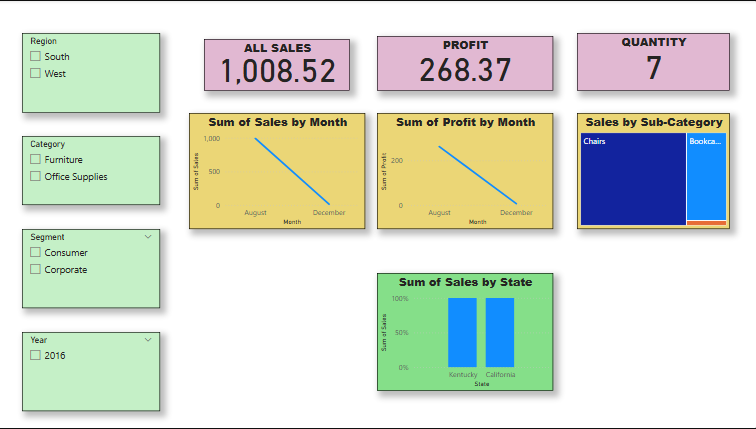 Region
South
West
ALL SALES
1,008.52
PROFIT
268.37
QUANTITY
7
Category
Furniture
Office Supplies
Sum of Sales by Month
1,000
500
0
Sum of Sales
August
December
Month
Sum of Profit by Month
200
0
Sum of Profit
August
December
Month
Sales by Sub-Category
Chairs
Bookca...
Segment
Consumer
Corporate
Sum of Sales by State
100%
50%
0%
Sum of Sales
Kentucky
California
State
Year
2016